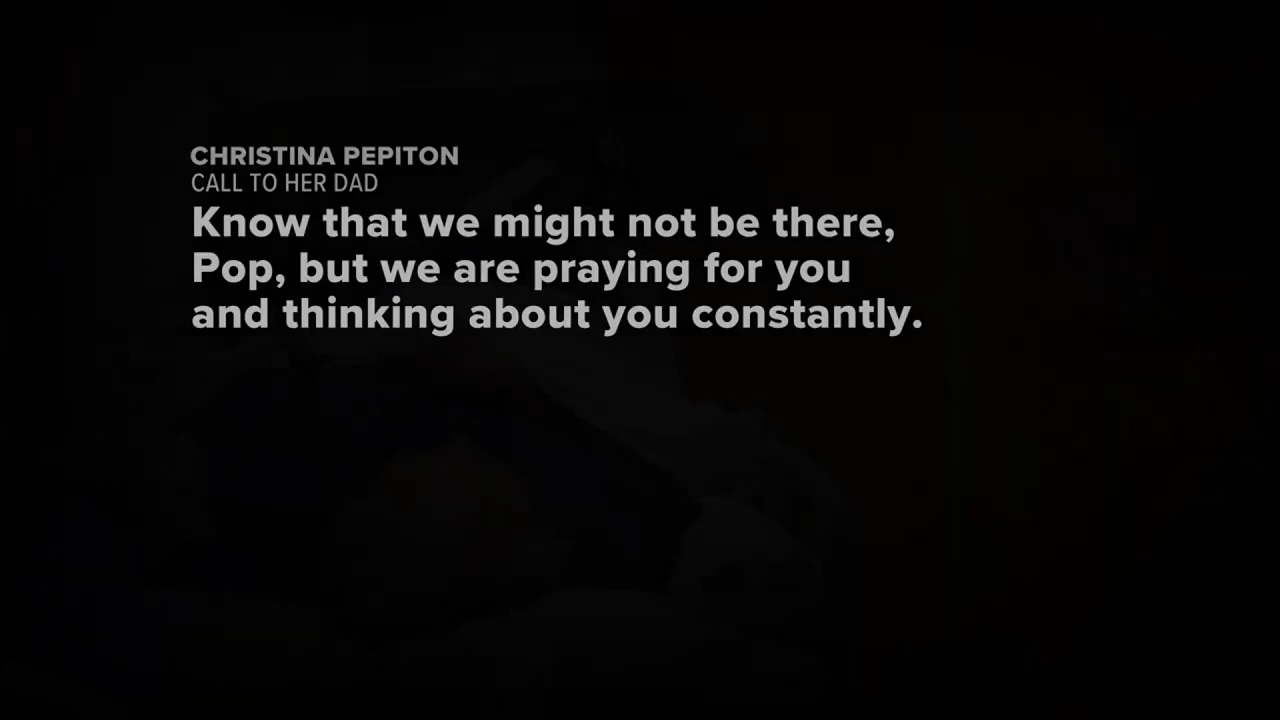 CHRISTINA PEPITON
CALL TO HER DAD
Know that we might not be there,
Pop, but we are praying for you
and thinking about you constantly.